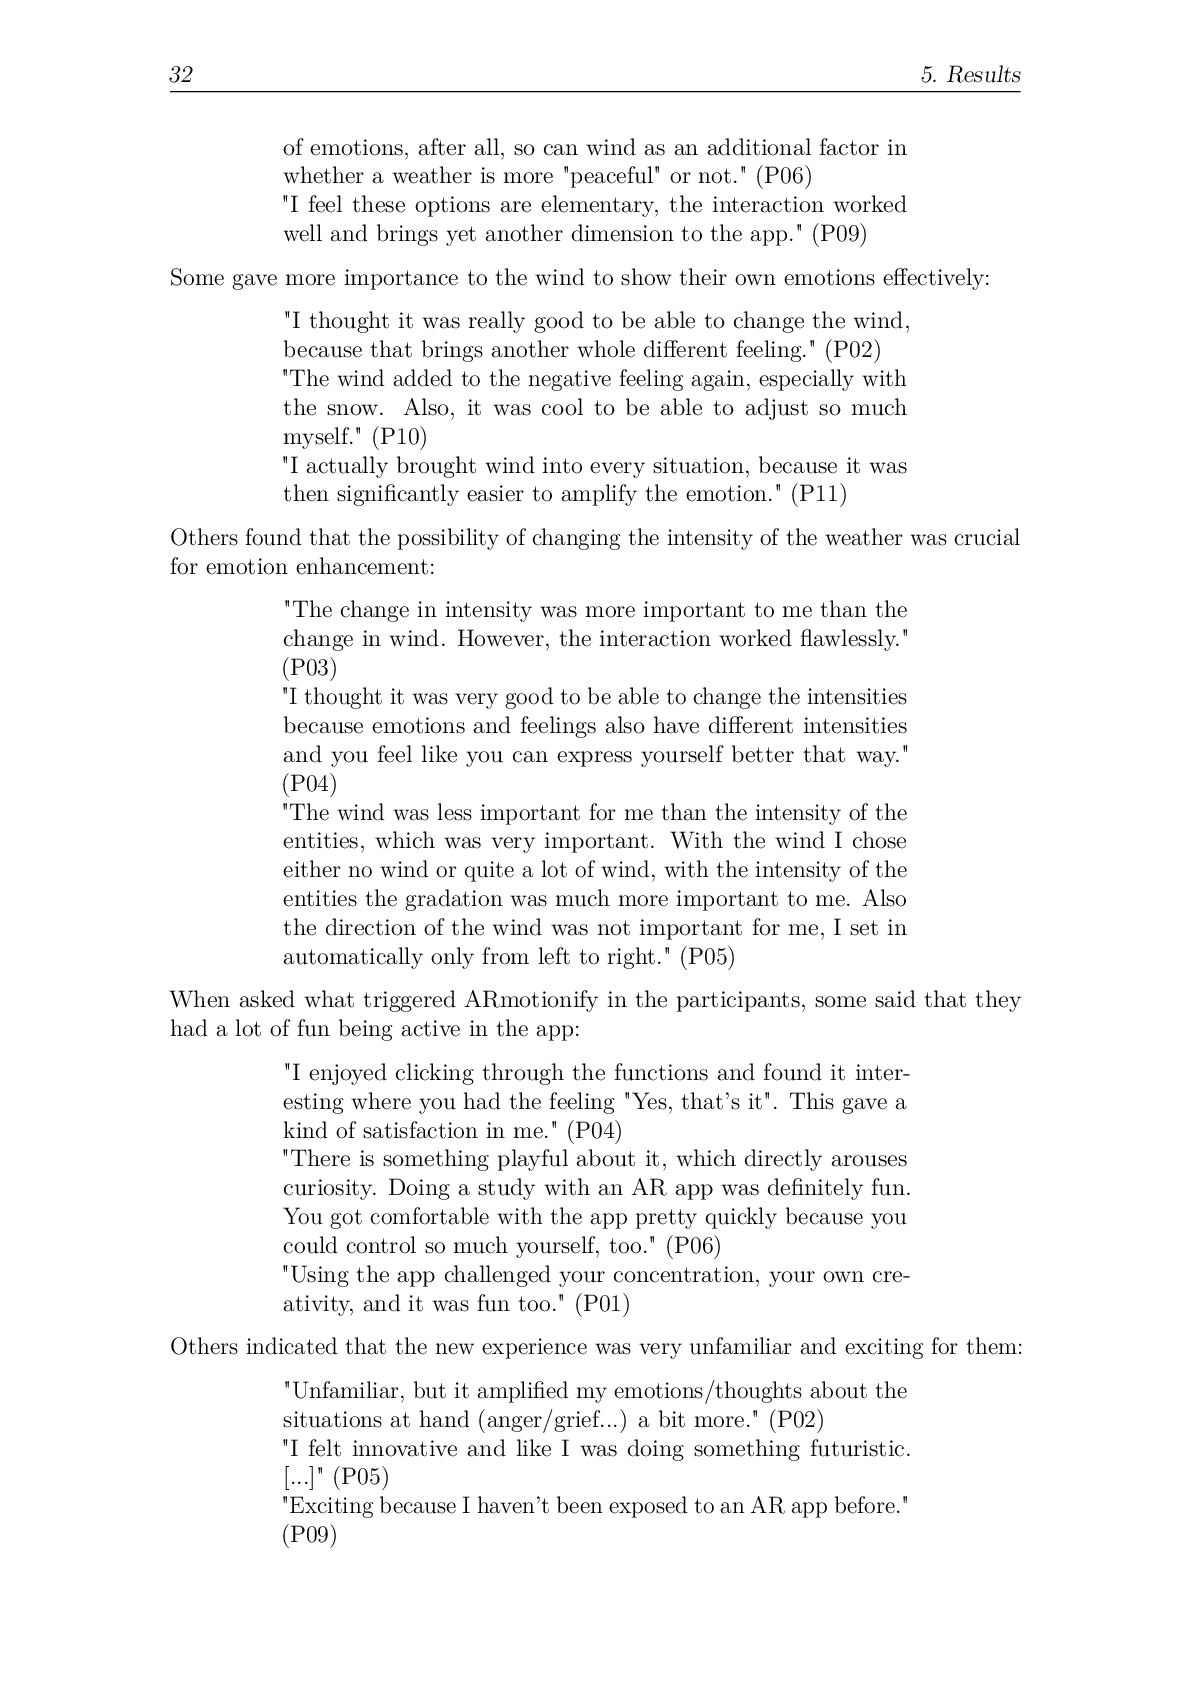 32 5. Results
of emotions, after all, so can wind as an additional factor in
whether a weather is more "peaceful" or not." (P06)
"I feel these options are elementary, the interaction worked
well and brings yet another dimension to the app." (P09)
Some gave more importance to the wind to show their own emotions effectively:
"I thought it was really good to be able to change the wind,
because that brings another whole different feeling." (P02)
"The wind added to the negative feeling again, especially with
the snow. Also, it was cool to be able to adjust so much
myself." (P10)
"I actually brought wind into every situation, because it was
then significantly easier to amplify the emotion." (P11)
Others found that the possibility of changing the intensity of the weather was crucial
for emotion enhancement:
"The change in intensity was more important to me than the
change in wind. However, the interaction worked flawlessly."
(P03)
"I thought it was very good to be able to change the intensities
because emotions and feelings also have different intensities
and you feel like you can express yourself better that way."
(P04)
"The wind was less important for me than the intensity of the
entities, which was very important. With the wind I chose
either no wind or quite a lot of wind, with the intensity of the
entities the gradation was much more important to me. Also
the direction of the wind was not important for me, I set in
automatically only from left to right." (P05)
When asked what triggered ARmotionify in the participants, some said that they
had a lot of fun being active in the app:
"I enjoyed clicking through the functions and found it inter-
esting where you had the feeling "Yes, that's it". This gave a
kind of satisfaction in me." (P04)
"There is something playful about it, which directly arouses
curiosity. Doing a study with an AR app was definitely fun.
You got comfortable with the app pretty quickly because you
could control so much yourself, too." (P06)
"Using the app challenged your concentration, your own cre-
ativity, and it was fun too." (P01)
Others indicated that the new experience was very unfamiliar and exciting for them:
"Unfamiliar, but it amplified my emotions/thoughts about the
situations at hand (anger/grief...) a bit more." (P02)
"I felt innovative and like I was doing something futuristic.
[...]" (P05)
"Exciting because I haven't been exposed to an AR app before."
(P09)